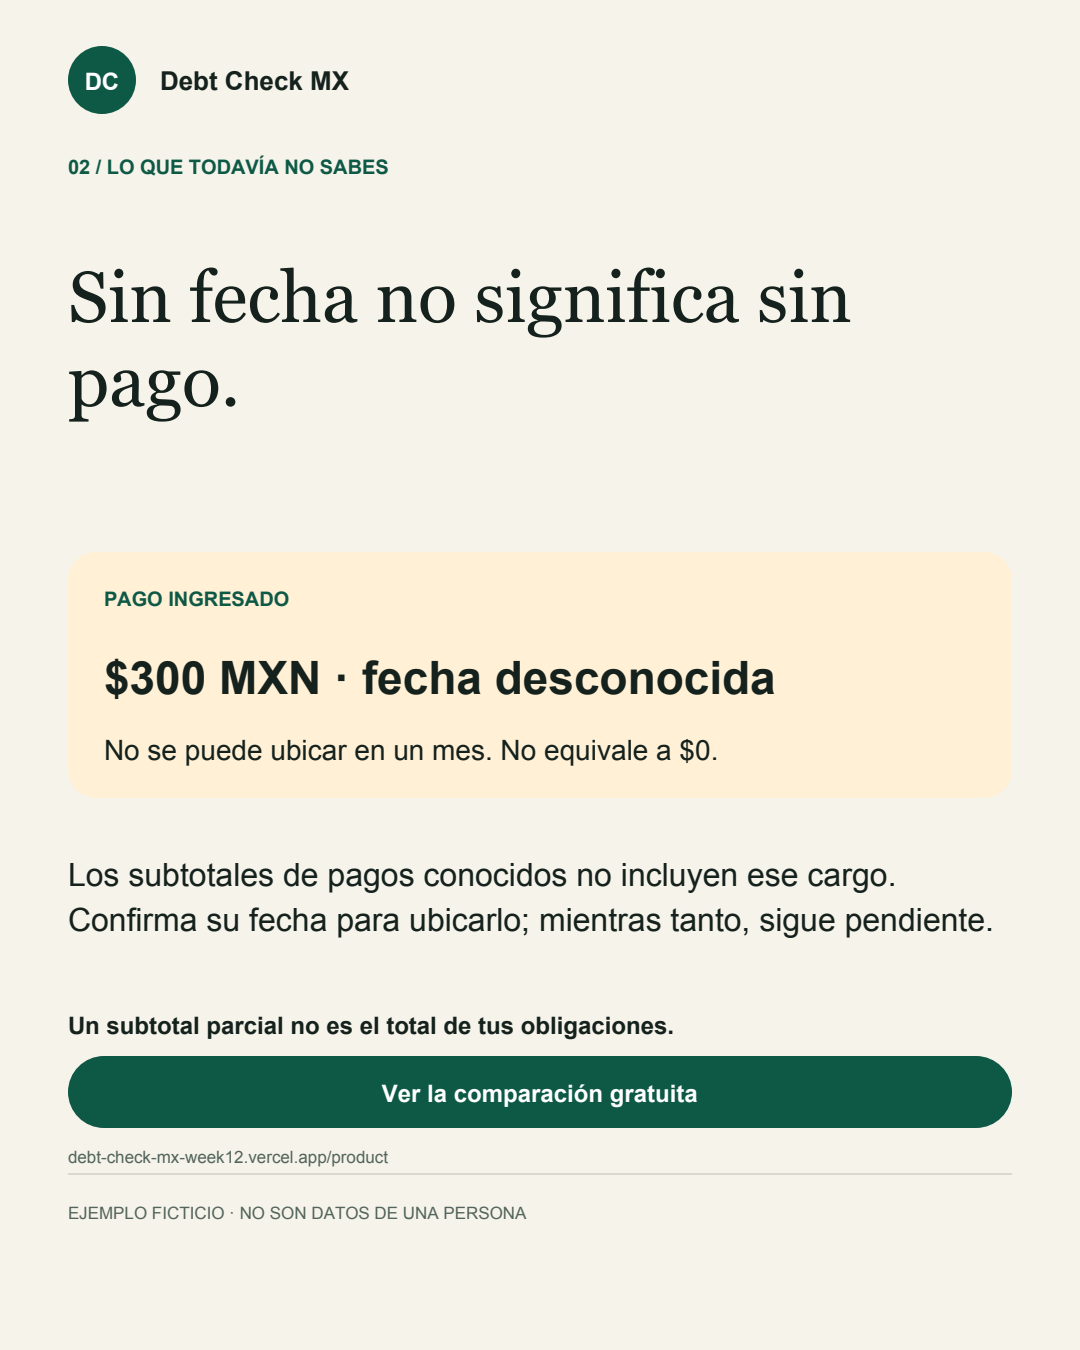 DC
Debt Check MX
02 / LO QUE TODAVÍA NO SABES
Sin fecha no significa sin
pago.
PAGO INGRESADO
$300 MXN · fecha desconocida
No se puede ubicar en un mes. No equivale a $0.
Los subtotales de pagos conocidos no incluyen ese cargo.
Confirma su fecha para ubicarlo; mientras tanto, sigue pendiente.
Un subtotal parcial no es el total de tus obligaciones.
Ver la comparación gratuita
debt-check-mx-week12.vercel.app/product
EJEMPLO FICTICIO · NO SON DATOS DE UNA PERSONA